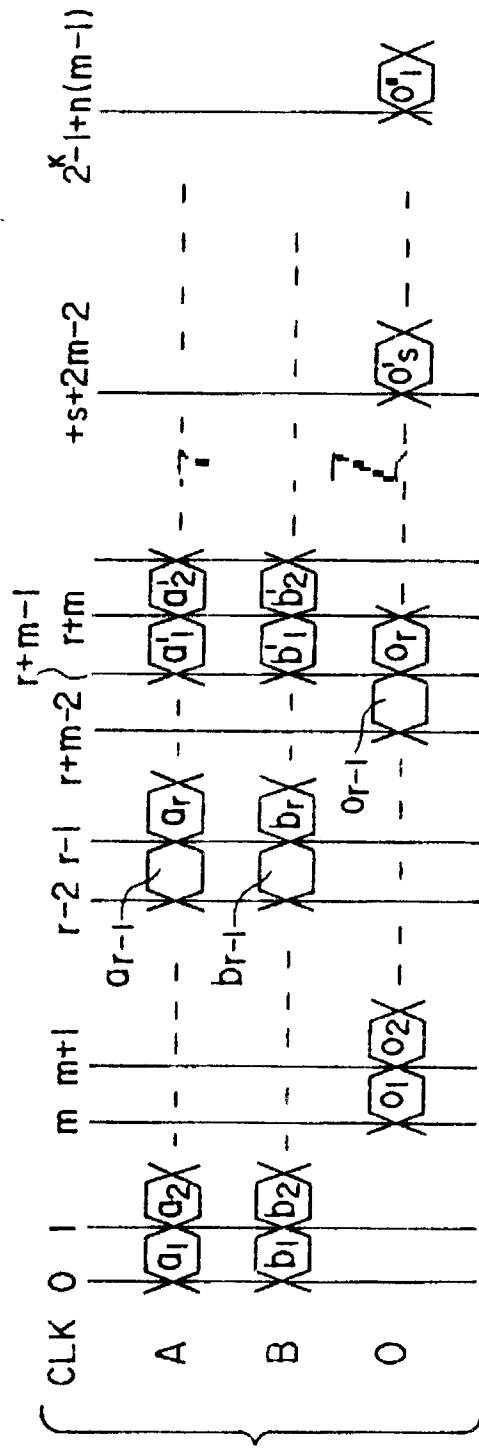 CLK 0 1 m m+1 r−2 r−1 r+m−2 r+m−1 r+m +s+2m−2 2ᴷ−1+n(m−1)
A a₁ a₂ aᵣ₋₁ aᵣ a'₁ a'₂
B b₁ b₂ bᵣ₋₁ bᵣ b'₁ b'₂
O o₁ o₂ oᵣ₋₁ oᵣ o'ₛ o"₁